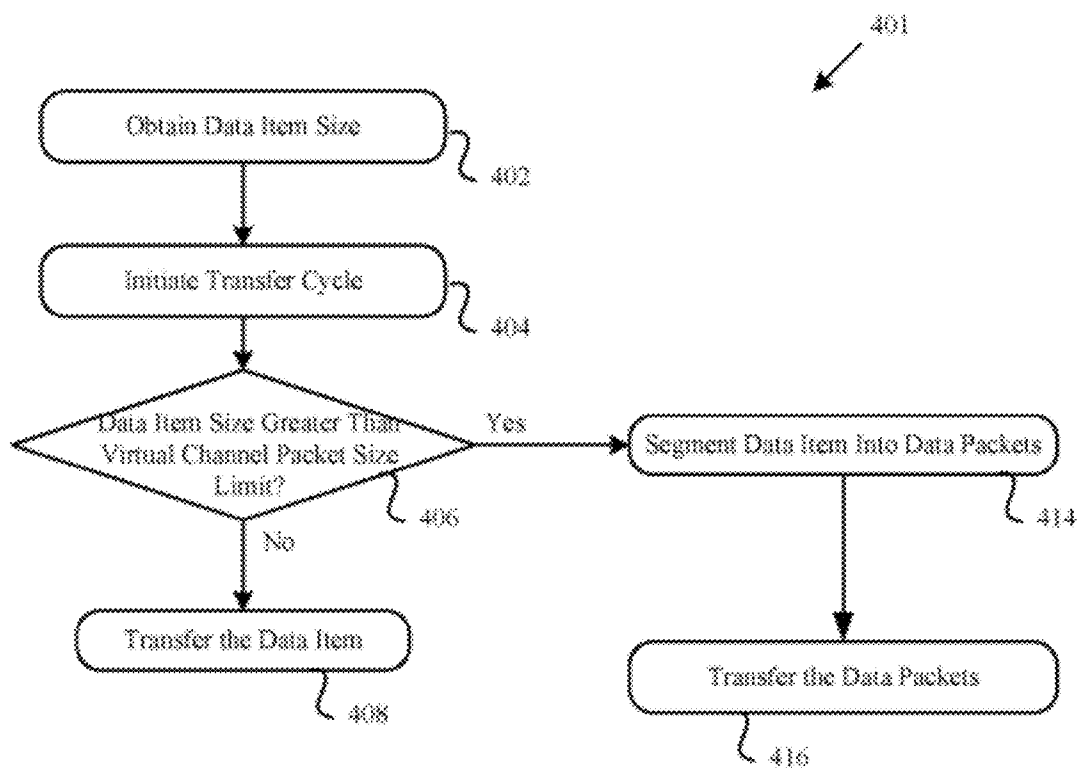 401
Obtain Data Item Size
402
Initiate Transfer Cycle
404
Data Item Size Greater Than
Virtual Channel Packet Size
Limit?
406
Yes
Segment Data Item Into Data Packets
414
No
Transfer the Data Item
408
Transfer the Data Packets
416